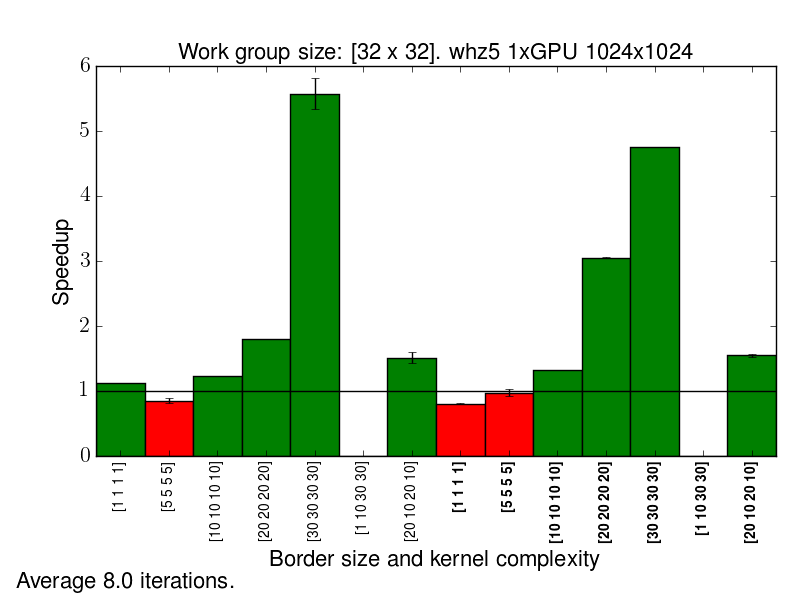 Work group size: [32 x 32]. whz5 1xGPU 1024x1024
6
5
4
3
2
1
0
Speedup
[1 1 1 1]
[5 5 5 5]
[10 10 10 10]
[20 20 20 20]
[30 30 30 30]
[1 10 30 30]
[20 10 20 10]
[1 1 1 1]
[5 5 5 5]
[10 10 10 10]
[20 20 20 20]
[30 30 30 30]
[1 10 30 30]
[20 10 20 10]
Border size and kernel complexity
Average 8.0 iterations.